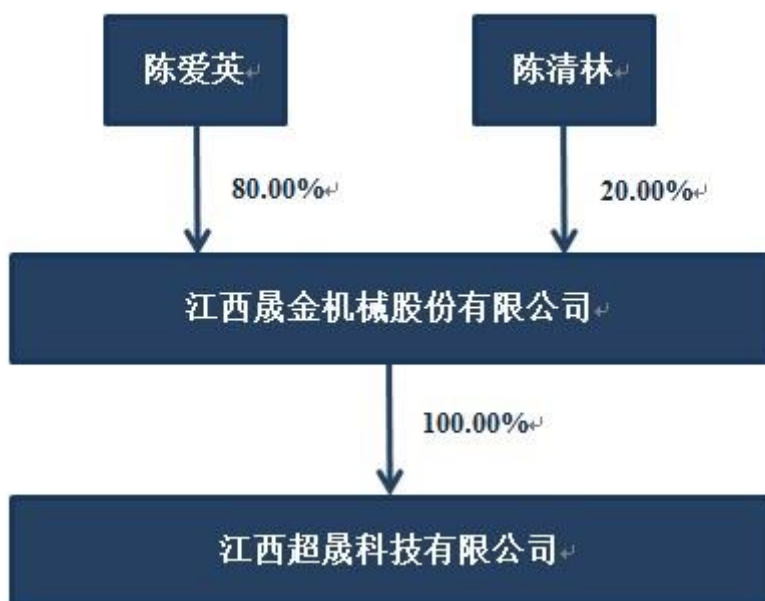 陈爱英
陈清林
80.00%
20.00%
江西晟金机械股份有限公司
100.00%
江西超晟科技有限公司